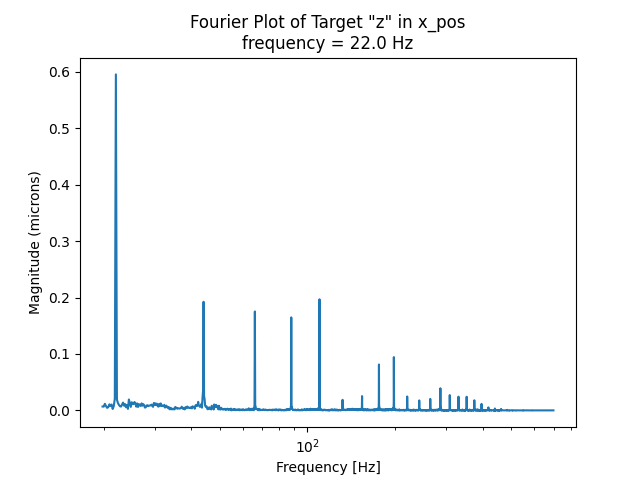 Fourier Plot of Target "z" in x_pos
frequency = 22.0 Hz
0.6
0.5
0.4
0.3
0.2
0.1
0.0
Magnitude (microns)
10²
Frequency [Hz]